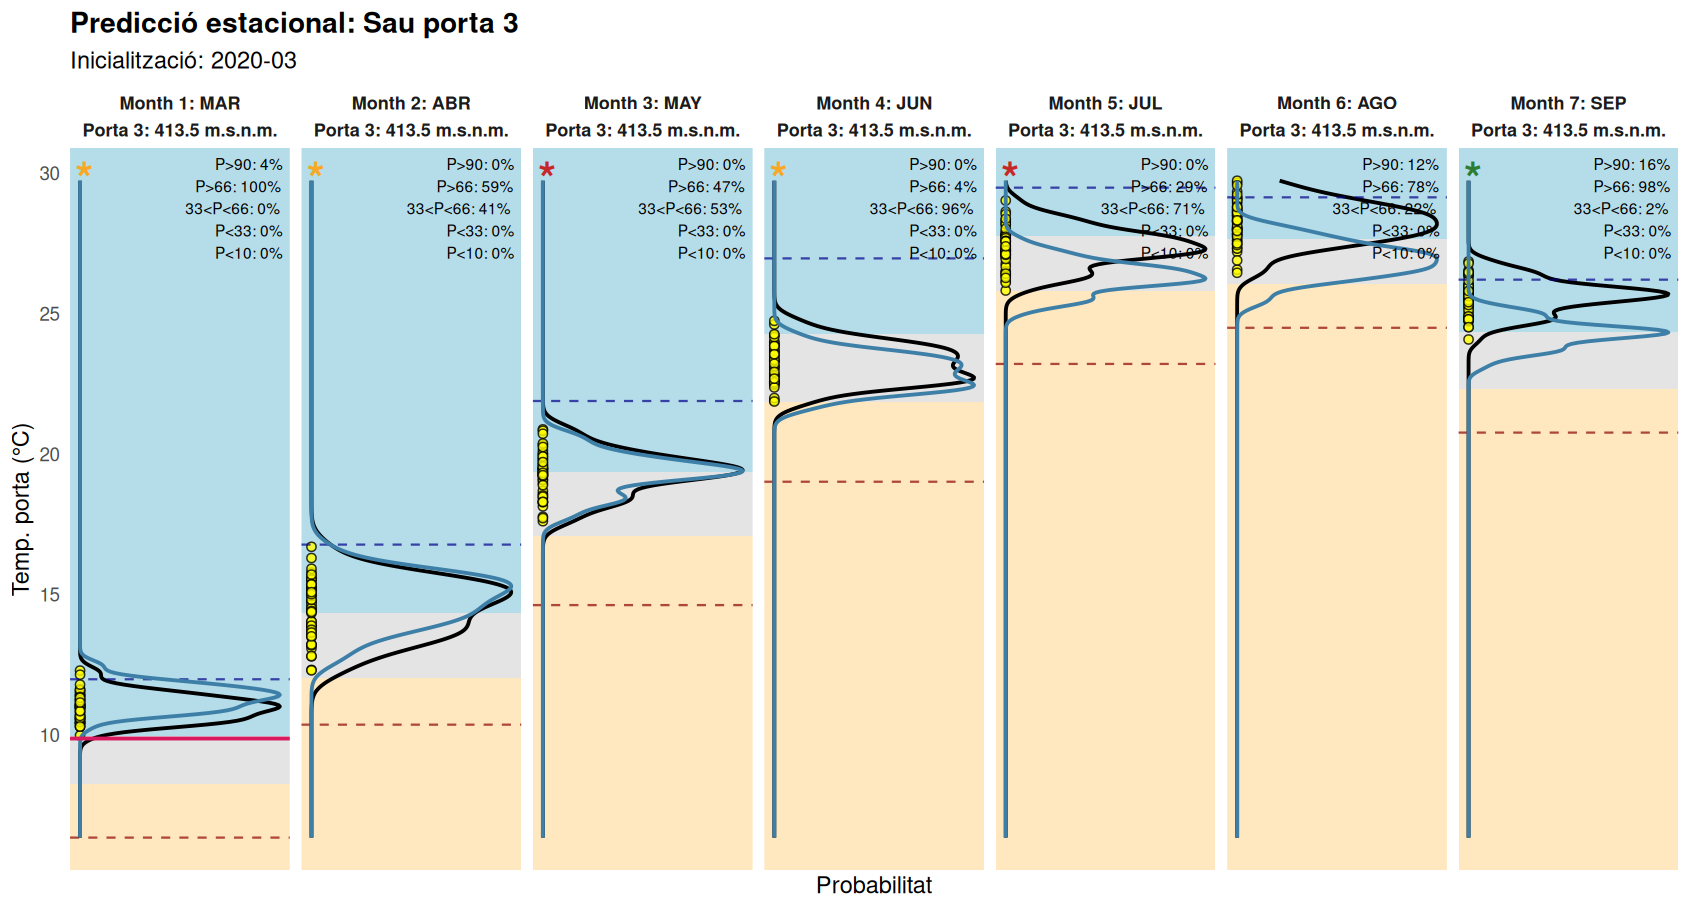 Predicció estacional: Sau porta 3
Inicialització: 2020-03
Month 1: MAR
Porta 3: 413.5 m.s.n.m.
Month 2: ABR
Porta 3: 413.5 m.s.n.m.
Month 3: MAY
Porta 3: 413.5 m.s.n.m.
Month 4: JUN
Porta 3: 413.5 m.s.n.m.
Month 5: JUL
Porta 3: 413.5 m.s.n.m.
Month 6: AGO
Porta 3: 413.5 m.s.n.m.
Month 7: SEP
Porta 3: 413.5 m.s.n.m.
P>90: 4%
P>66: 100%
33<P<66: 0%
P<33: 0%
P<10: 0%
P>90: 0%
P>66: 59%
33<P<66: 41%
P<33: 0%
P<10: 0%
P>90: 0%
P>66: 47%
33<P<66: 53%
P<33: 0%
P<10: 0%
P>90: 0%
P>66: 4%
33<P<66: 96%
P<33: 0%
P<10: 0%
P>90: 0%
P>66: 29%
33<P<66: 71%
P<33: 0%
P<10: 0%
P>90: 12%
P>66: 78%
33<P<66: 22%
P<33: 0%
P<10: 0%
P>90: 16%
P>66: 98%
33<P<66: 2%
P<33: 0%
P<10: 0%
30
25
20
15
10
Temp. porta (°C)
Probabilitat